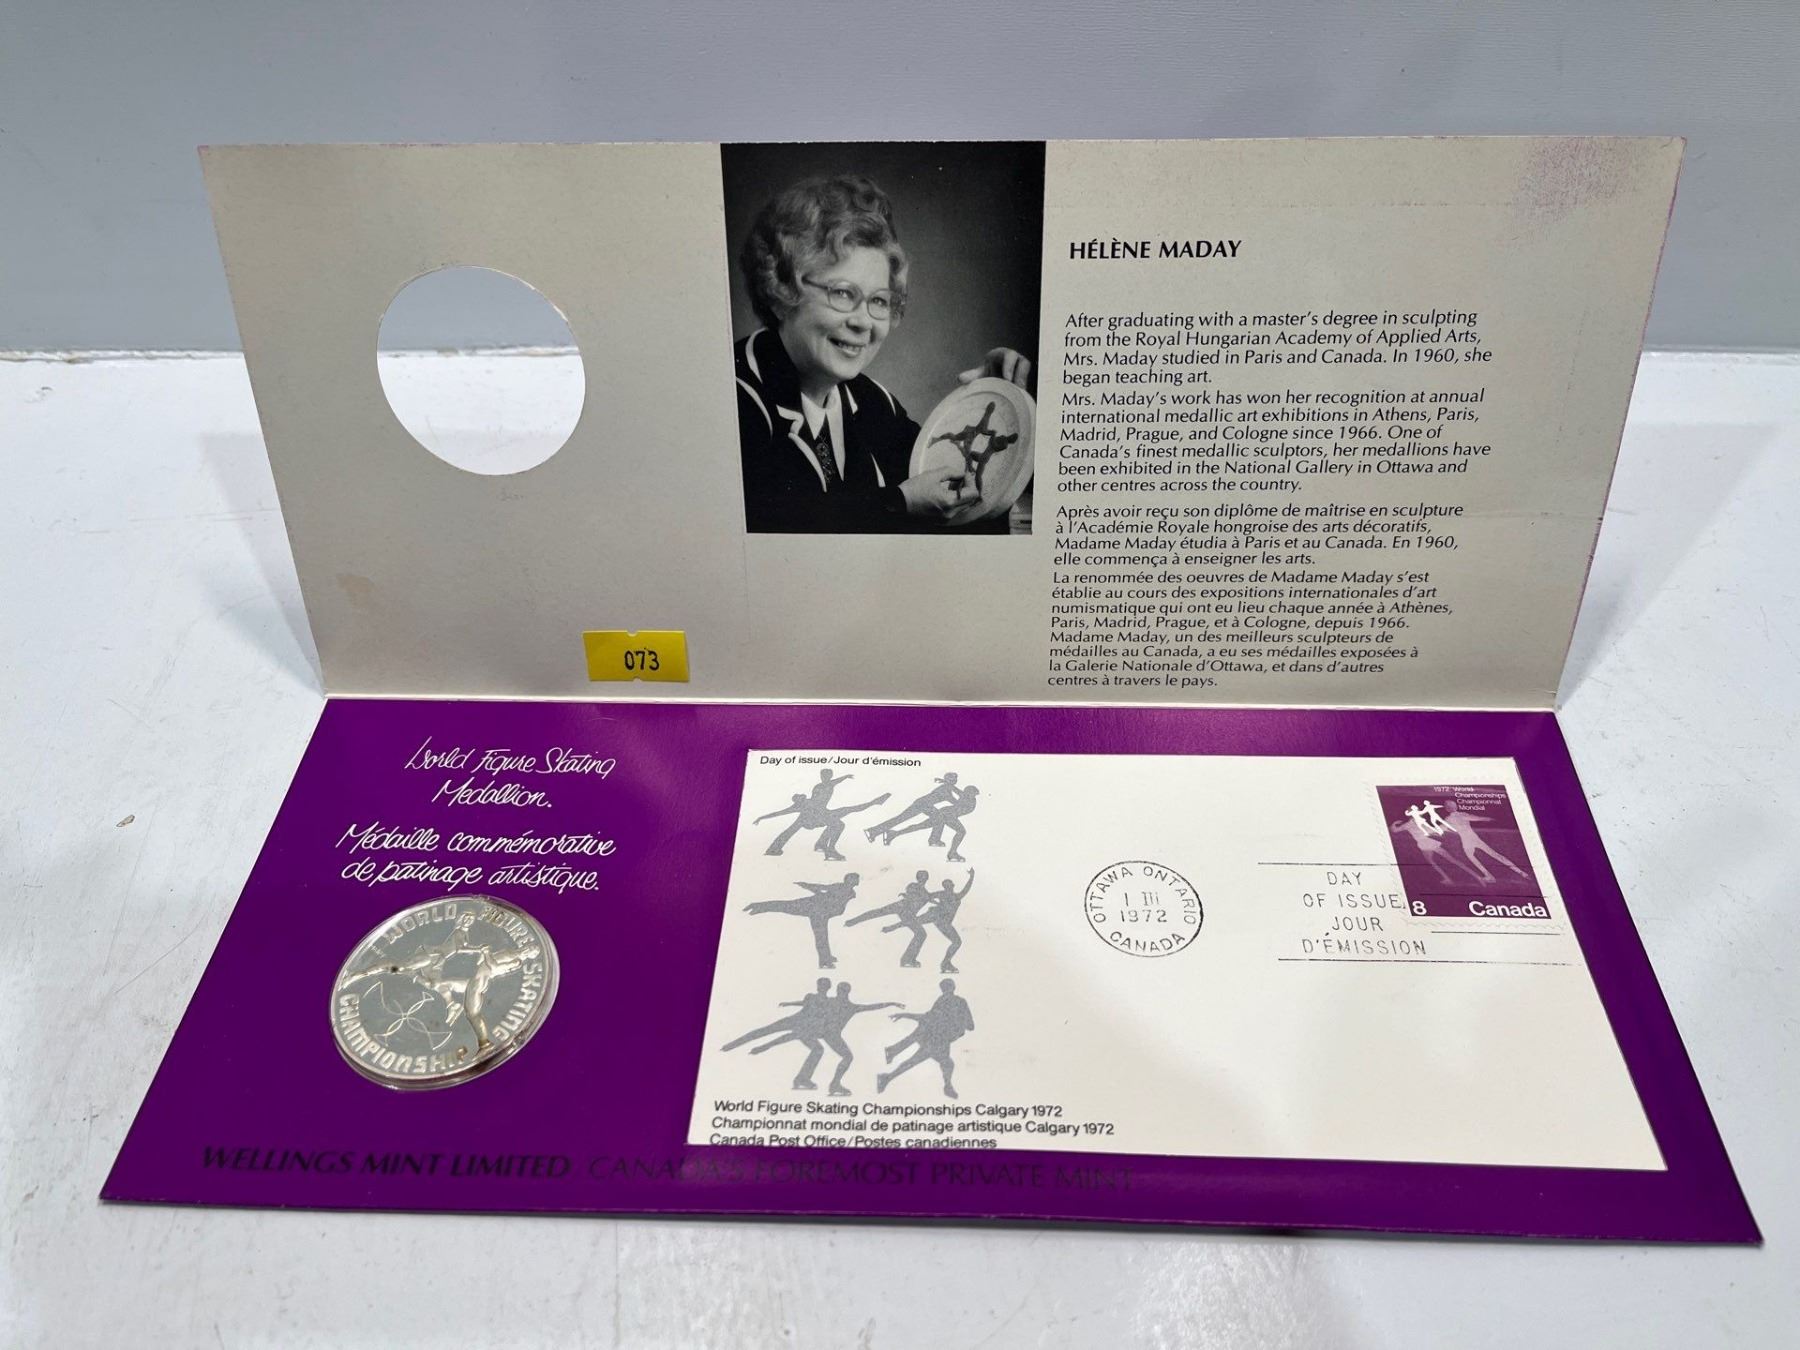 HÉLÈNE MADAY
After graduating with a master's degree in sculpting
from the Royal Hungarian Academy of Applied Arts,
Mrs. Maday studied in Paris and Canada. In 1960, she
began teaching art.
Mrs. Maday's work has won her recognition at annual
international medallic art exhibitions in Athens, Paris,
Madrid, Prague, and Cologne since 1966. One of
Canada's finest medallic sculptors, her medallions have
been exhibited in the National Gallery in Ottawa and
other centres across the country.
Après avoir reçu son diplôme de maîtrise en sculpture
à l'Académie Royale hongroise des arts décoratifs,
Madame Maday étudia à Paris et au Canada. En 1960,
elle commença à enseigner les arts.
La renommée des oeuvres de Madame Maday s'est
établie au cours des expositions internationales d'art
numismatique qui ont eu lieu chaque année à Athènes,
Paris, Madrid, Prague, et à Cologne, depuis 1966.
Madame Maday, un des meilleurs sculpteurs de
médailles au Canada, a eu ses médailles exposées à
la Galerie Nationale d'Ottawa, et dans d'autres
centres à travers le pays.
073
World Figure Skating
Medallion.
Médaille commémorative
de patinage artistique.
WORLD FIGURE SKATING
CHAMPIONSHIP
Day of issue/Jour d'émission
1972 World
Championships
Championnat
Mondial
8 Canada
OTTAWA ONTARIO
1 III
1972
CANADA
DAY
OF ISSUE
JOUR
D'ÉMISSION
World Figure Skating Championships Calgary 1972
Championnat mondial de patinage artistique Calgary 1972
Canada Post Office/Postes canadiennes
WELLINGS MINT LIMITED CANADA'S FOREMOST PRIVATE MINT